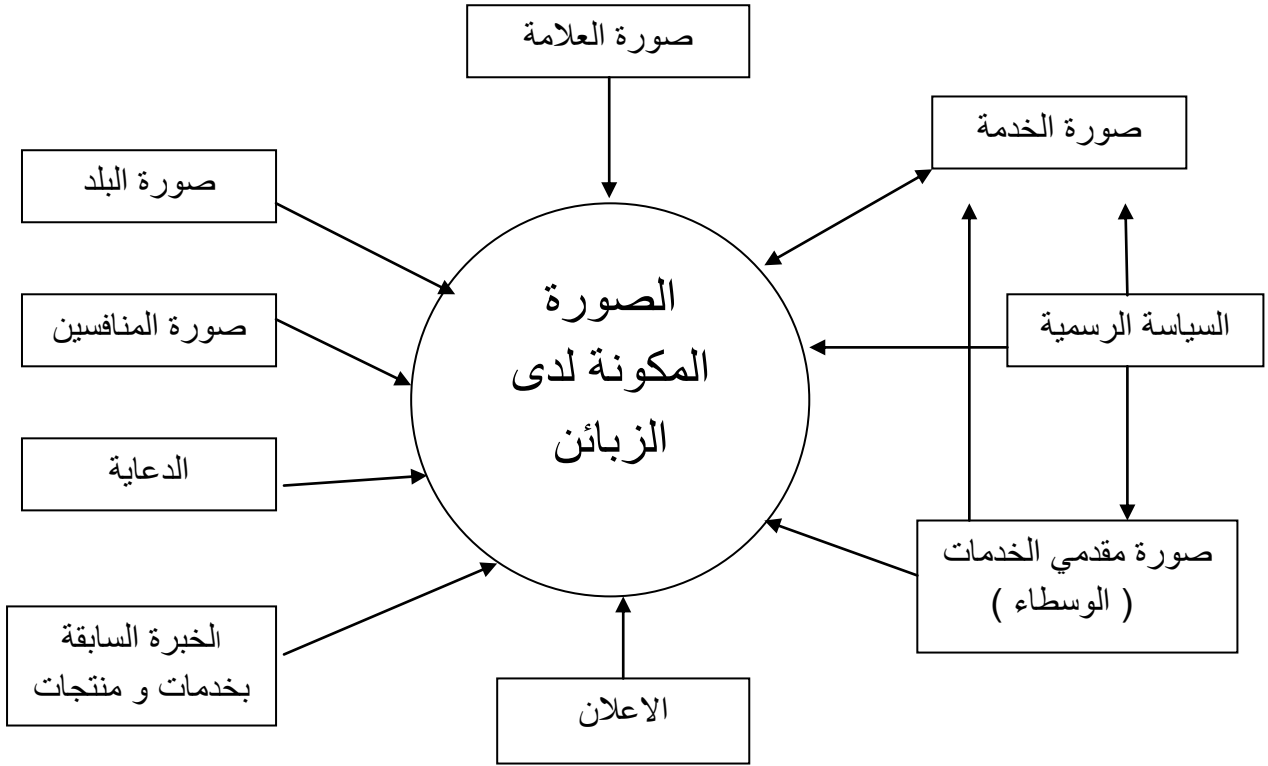 صورة العلامة
صورة الخدمة
صورة البلد
الصورة
المكونة لدى
الزبائن
السياسة الرسمية
صورة المنافسين
الدعاية
صورة مقدمي الخدمات
( الوسطاء )
الخبرة السابقة
بخدمات و منتجات
الاعلان